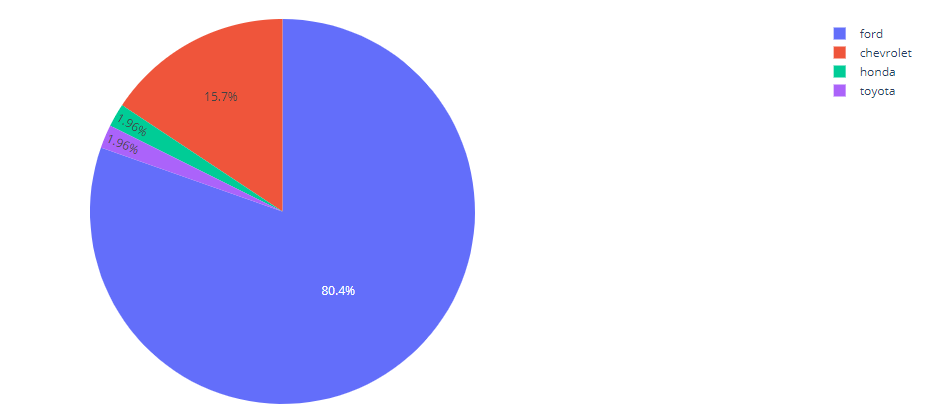 ford
chevrolet
honda
toyota
15.7%
1.96%
1.96%
80.4%